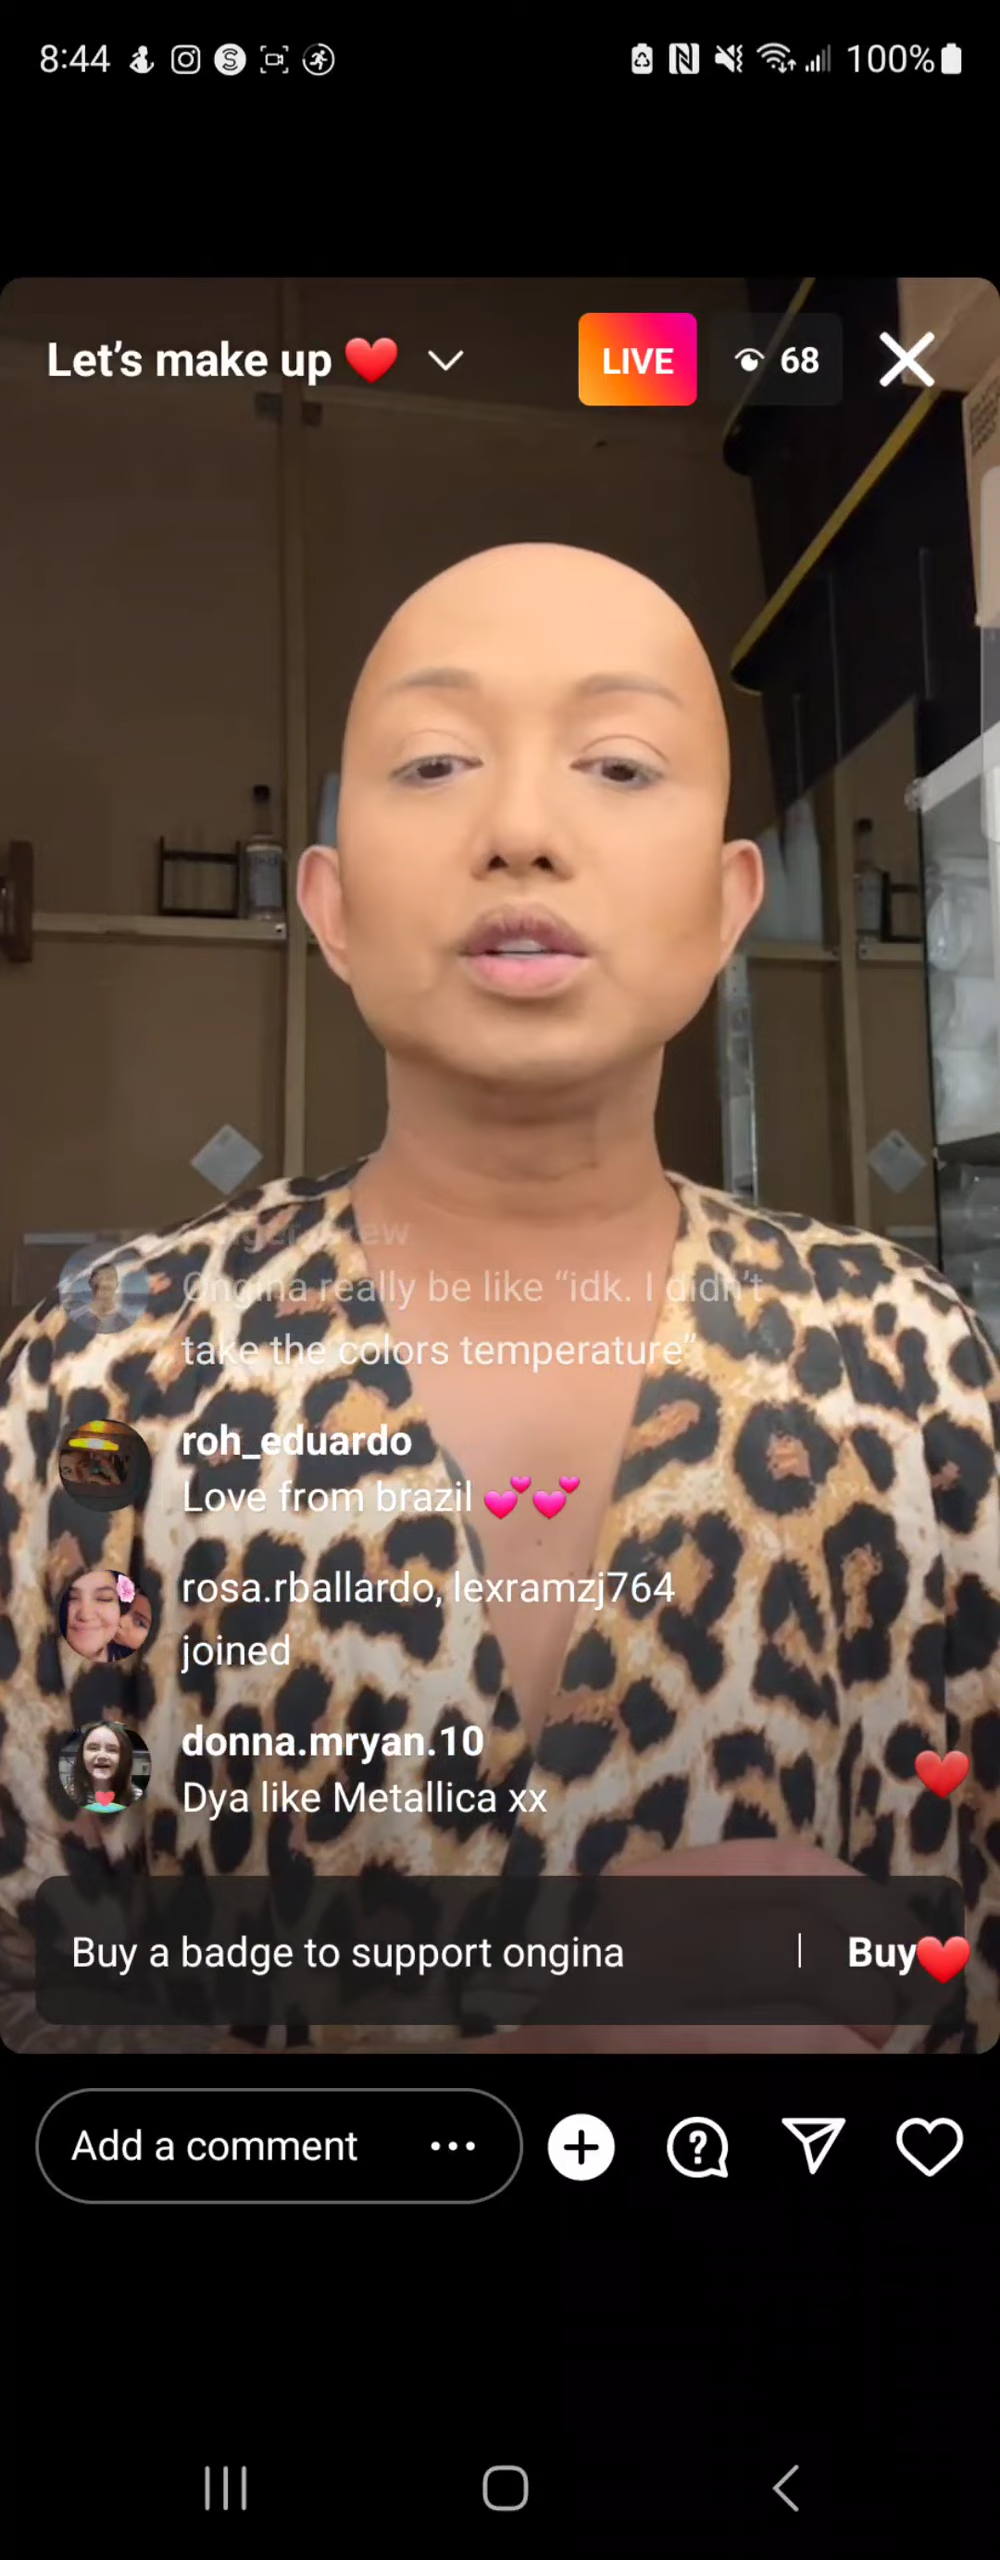 8:44
100%
Let’s make up ❤️
LIVE
68
Ongina really be like “idk. I didn’t
take the colors temperature”
roh_eduardo
Love from brazil 💕💕
rosa.rballardo, lexramzj764
joined
donna.mryan.10
Dya like Metallica xx
Buy a badge to support ongina
Buy
Add a comment